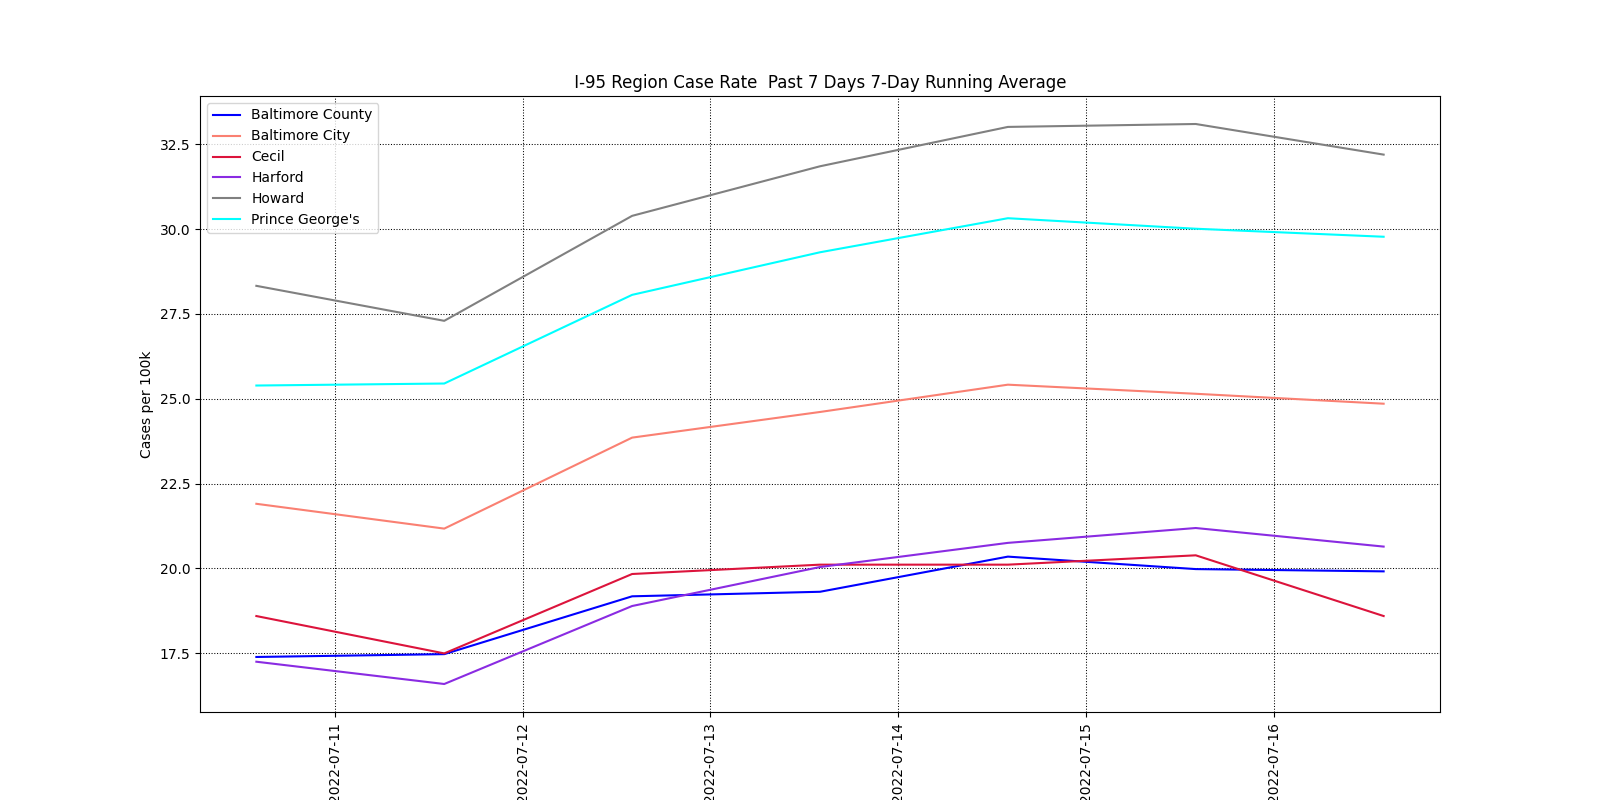 I-95 Region Case Rate  Past 7 Days 7-Day Running Average
Baltimore County
Baltimore City
Cecil
Harford
Howard
Prince George's
Cases per 100k
32.5
30.0
27.5
25.0
22.5
20.0
17.5
2022-07-11
2022-07-12
2022-07-13
2022-07-14
2022-07-15
2022-07-16